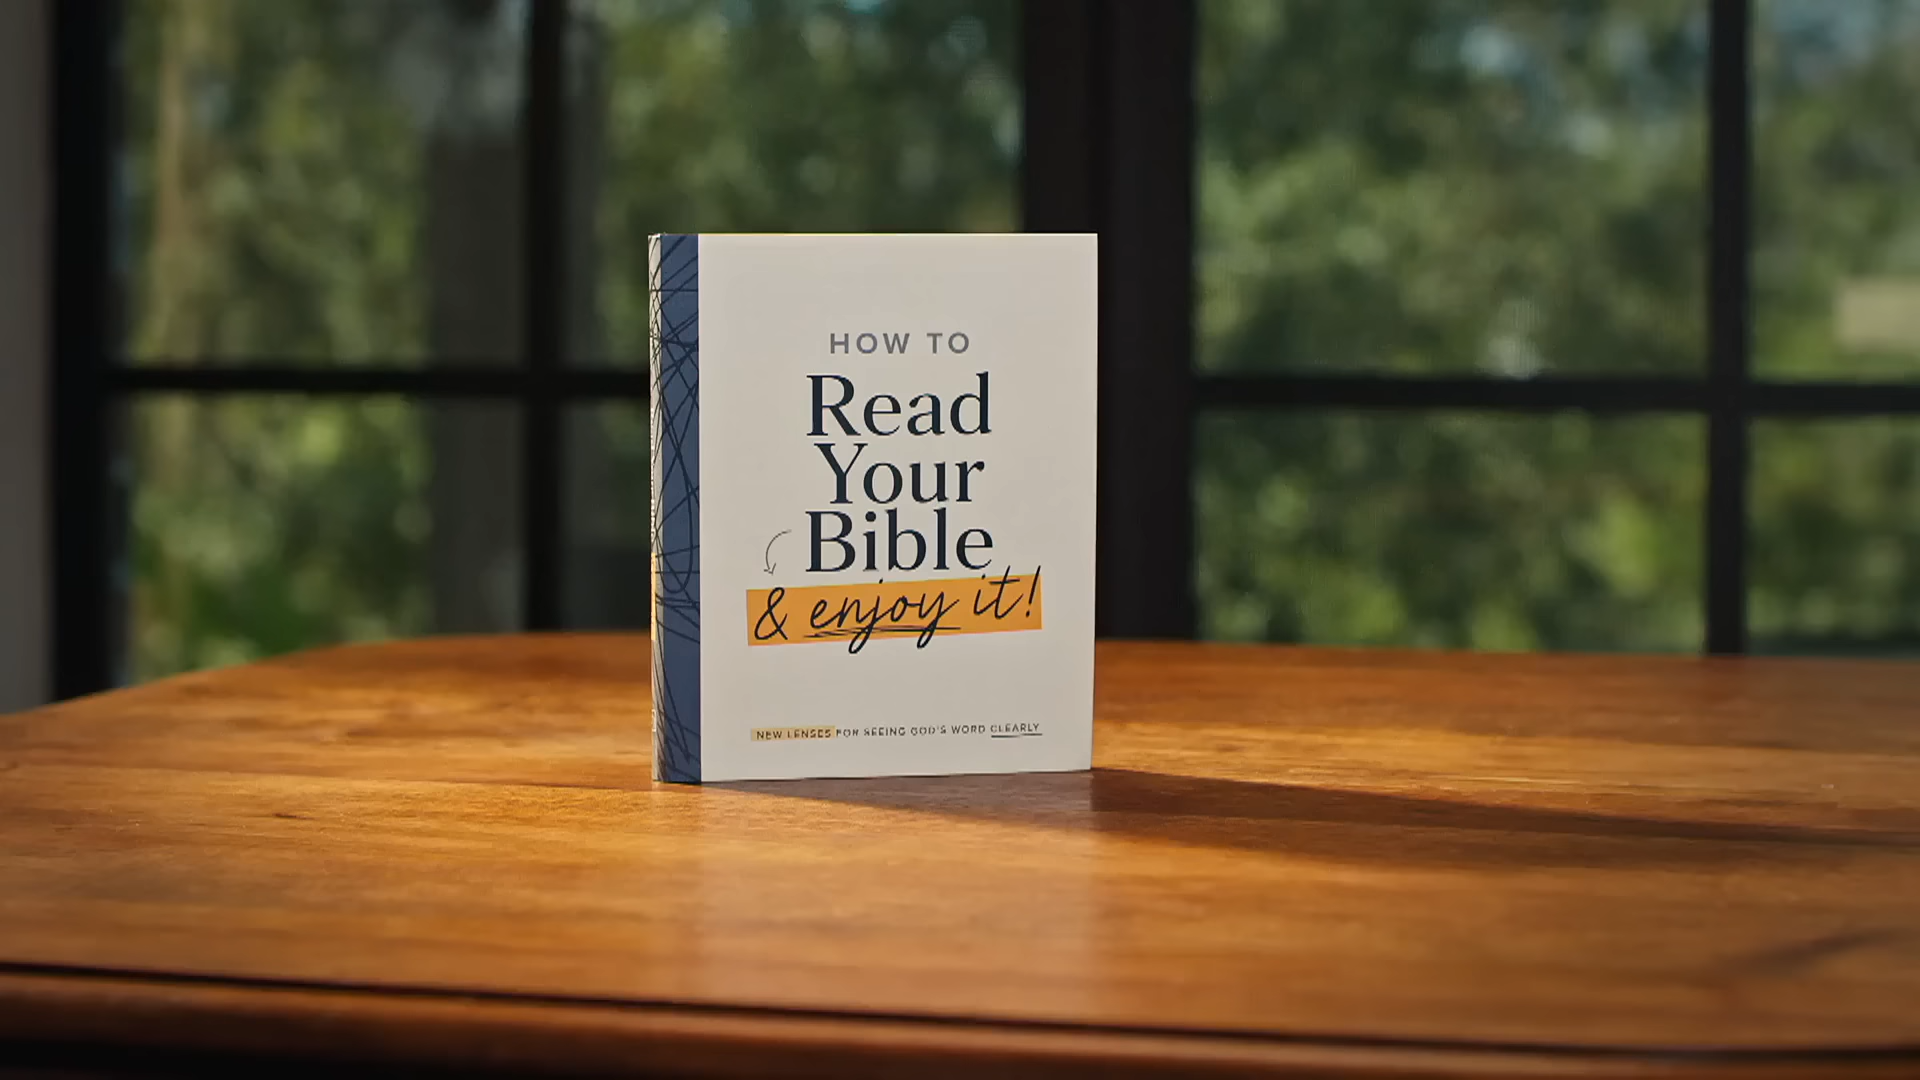 HOW TO
Read
Your
Bible
& enjoy it!
NEW LENSES FOR SEEING GOD'S WORD CLEARLY